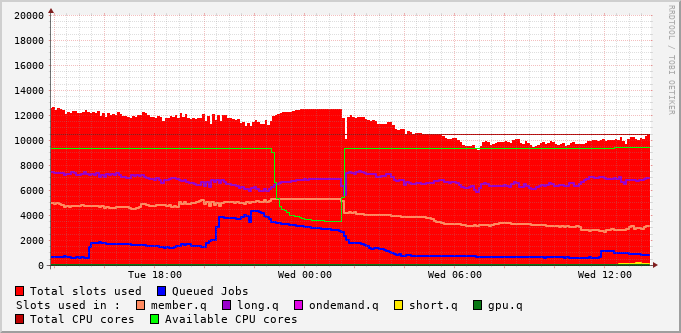 20000
18000
16000
14000
12000
10000
8000
6000
4000
2000
0
Tue 18:00 Wed 00:00 Wed 06:00 Wed 12:00
RRDTOOL / TOBI OETIKER
Total slots used Queued Jobs
Slots used in : member.q long.q ondemand.q short.q gpu.q
Total CPU cores Available CPU cores